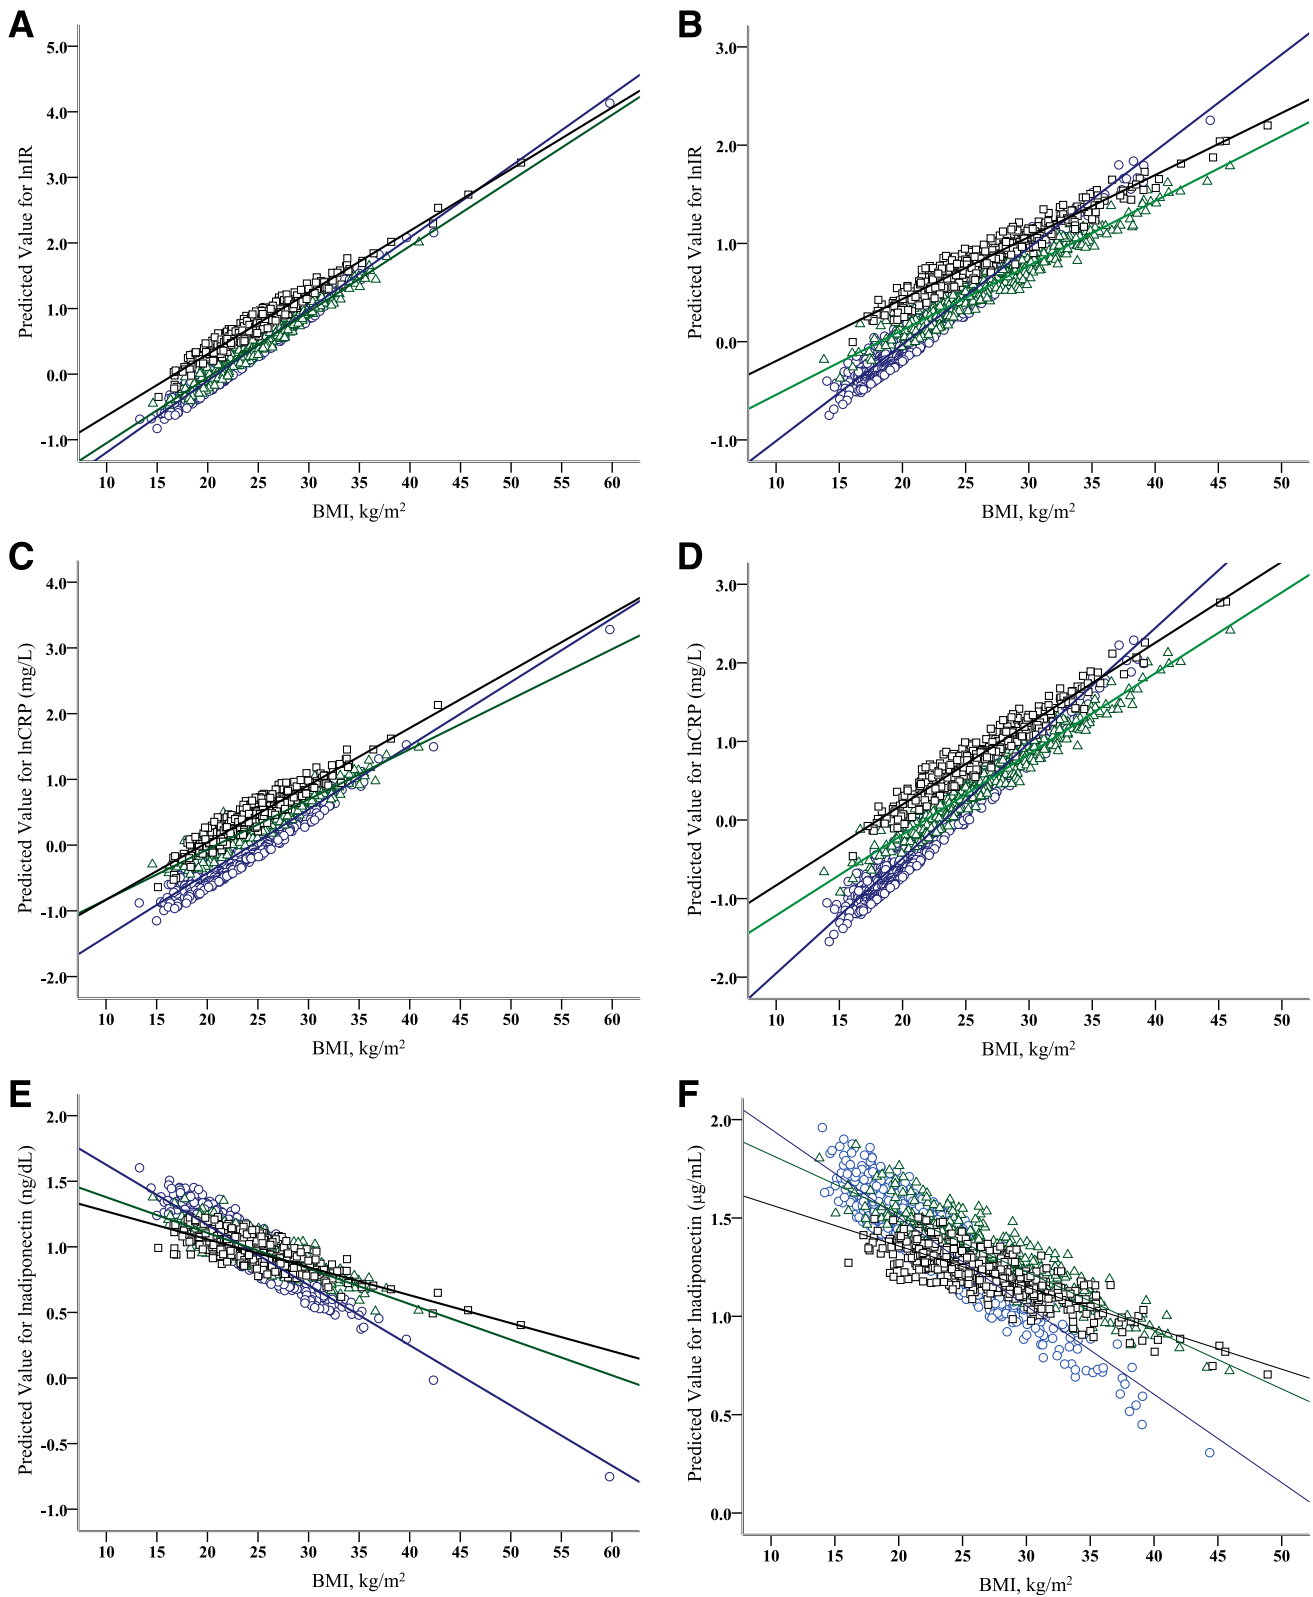 A
Predicted Value for lnIR
5.0
4.0
3.0
2.0
1.0
0.0
-1.0
10 15 20 25 30 35 40 45 50 55 60
BMI, kg/m²
B
Predicted Value for lnIR
3.0
2.0
1.0
0.0
-1.0
10 15 20 25 30 35 40 45 50
BMI, kg/m²
C
Predicted Value for lnCRP (mg/L)
4.0
3.0
2.0
1.0
0.0
-1.0
-2.0
10 15 20 25 30 35 40 45 50 55 60
BMI, kg/m²
D
Predicted Value for lnCRP (mg/L)
3.0
2.0
1.0
0.0
-1.0
-2.0
10 15 20 25 30 35 40 45 50
BMI, kg/m²
E
Predicted Value for lnadiponectin (ng/dL)
2.0
1.5
1.0
0.5
0.0
-0.5
-1.0
10 15 20 25 30 35 40 45 50 55 60
BMI, kg/m²
F
Predicted Value for lnadiponectin (μg/mL)
2.0
1.5
1.0
0.5
0.0
10 15 20 25 30 35 40 45 50
BMI, kg/m²